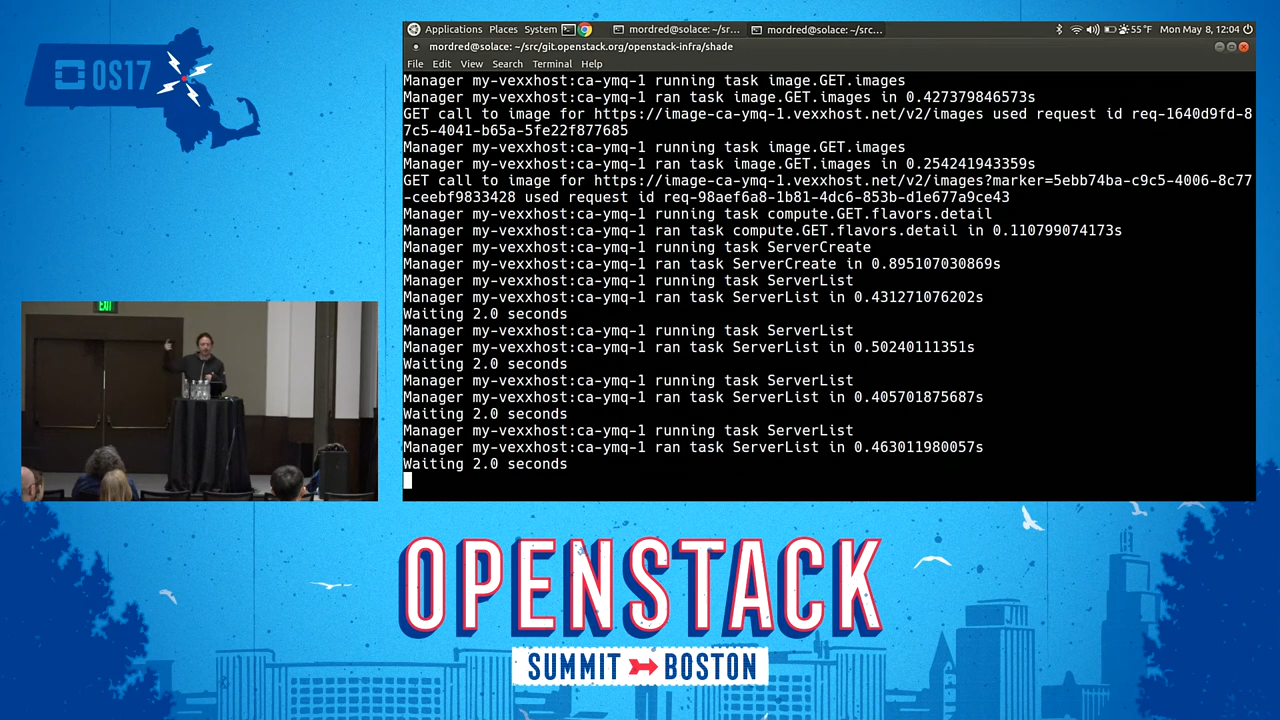 OS17
Applications Places System mordred@solace: ~/sr... mordred@solace: ~/src... 55 °F Mon May 8, 12:04
mordred@solace: ~/src/git.openstack.org/openstack-infra/shade
File Edit View Search Terminal Help
Manager my-vexxhost:ca-ymq-1 running task image.GET.images
Manager my-vexxhost:ca-ymq-1 ran task image.GET.images in 0.427379846573s
GET call to image for https://image-ca-ymq-1.vexxhost.net/v2/images used request id req-1640d9fd-8
7c5-4041-b65a-5fe22f877685
Manager my-vexxhost:ca-ymq-1 running task image.GET.images
Manager my-vexxhost:ca-ymq-1 ran task image.GET.images in 0.254241943359s
GET call to image for https://image-ca-ymq-1.vexxhost.net/v2/images?marker=5ebb74ba-c9c5-4006-8c77
-ceebf9833428 used request id req-98aef6a8-1b81-4dc6-853b-d1e677a9ce43
Manager my-vexxhost:ca-ymq-1 running task compute.GET.flavors.detail
Manager my-vexxhost:ca-ymq-1 ran task compute.GET.flavors.detail in 0.110799074173s
Manager my-vexxhost:ca-ymq-1 running task ServerCreate
Manager my-vexxhost:ca-ymq-1 ran task ServerCreate in 0.895107030869s
Manager my-vexxhost:ca-ymq-1 running task ServerList
Manager my-vexxhost:ca-ymq-1 ran task ServerList in 0.431271076202s
Waiting 2.0 seconds
Manager my-vexxhost:ca-ymq-1 running task ServerList
Manager my-vexxhost:ca-ymq-1 ran task ServerList in 0.50240111351s
Waiting 2.0 seconds
Manager my-vexxhost:ca-ymq-1 running task ServerList
Manager my-vexxhost:ca-ymq-1 ran task ServerList in 0.405701875687s
Waiting 2.0 seconds
Manager my-vexxhost:ca-ymq-1 running task ServerList
Manager my-vexxhost:ca-ymq-1 ran task ServerList in 0.463011980057s
Waiting 2.0 seconds
EXIT
OPENSTACK
SUMMIT BOSTON